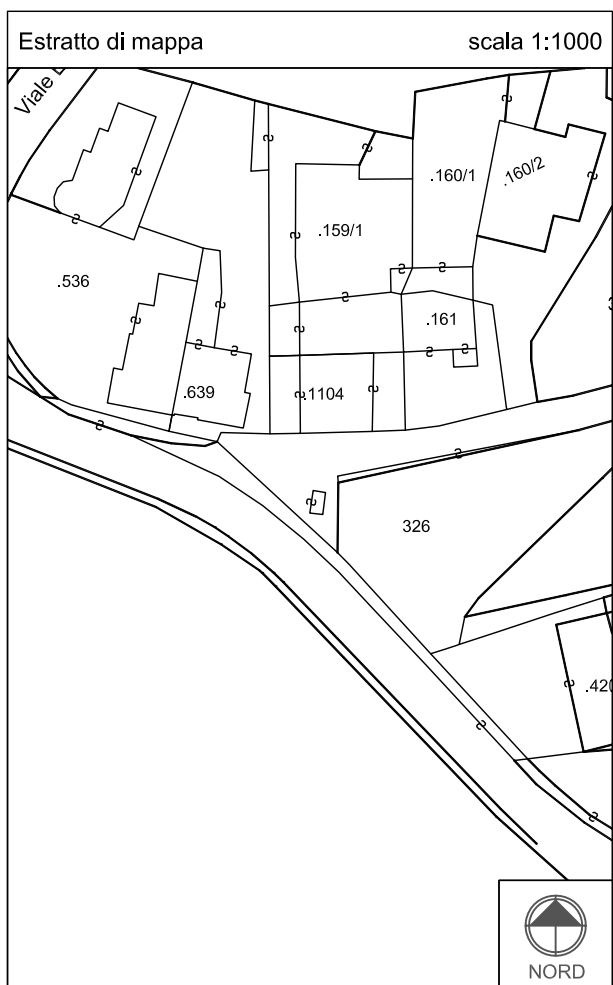 Estratto di mappa
scala 1:1000
Viale
.160/1
.160/2
.159/1
.536
.161
.639
.1104
326
.420
NORD